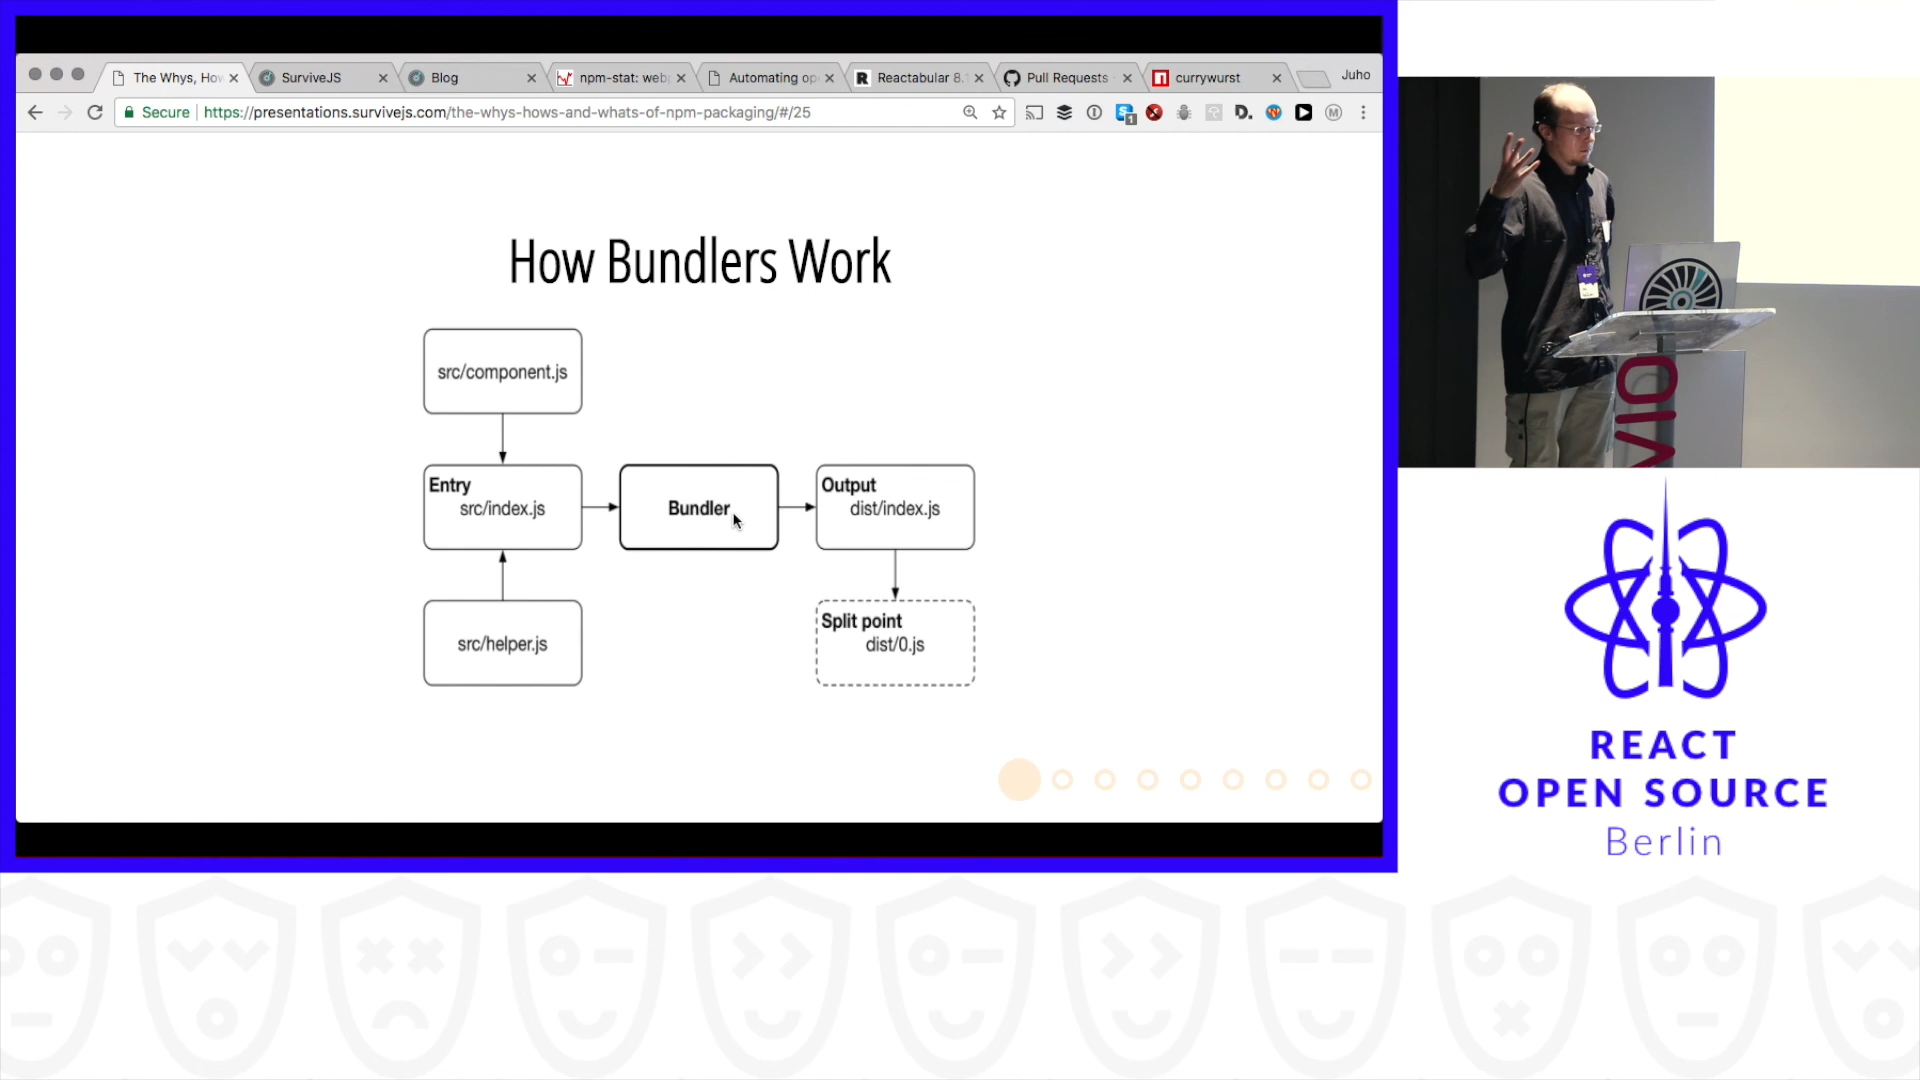 The Whys, How
SurviveJS
Blog
npm-stat: web
Automating op
Reactabular 8.
Pull Requests
currywurst
Juho
Secure
https://presentations.survivejs.com/the-whys-hows-and-whats-of-npm-packaging/#/25
How Bundlers Work
src/component.js
Entry
src/index.js
Bundler
Output
dist/index.js
src/helper.js
Split point
dist/0.js
REACT
OPEN SOURCE
Berlin